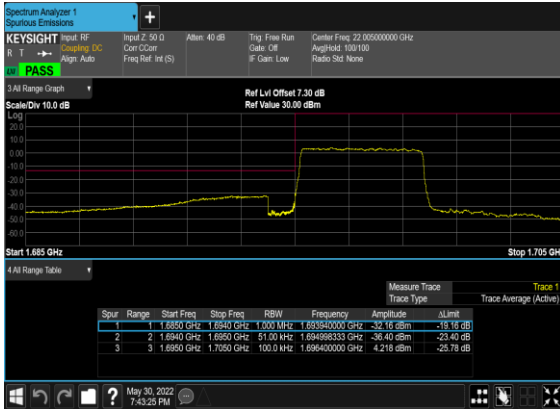 Spectrum Analyzer 1
Spurious Emissions
KEYSIGHT Input: RF Input Z: 50 Ω Atten: 40 dB Trig: Free Run Center Freq: 22.005000000 GHz
R T Coupling: DC Corr CCorr Gate: Off Avg|Hold: 100/100
Align: Auto Freq Ref: Int (S) IF Gain: Low Radio Std: None
PASS
3 All Range Graph
Ref Lvl Offset 7.30 dB
Scale/Div 10.0 dB Ref Value 30.00 dBm
Log
20.0
10.0
0.00
-10.0
-20.0
-30.0
-40.0
-50.0
-60.0
Start 1.685 GHz Stop 1.705 GH
4 All Range Table
Measure Trace Trace 1
Trace Type Trace Average (Active)
Spur Range Start Freq Stop Freq RBW Frequency Amplitude ΔLimit
1 1 1.6850 GHz 1.6940 GHz 1.000 MHz 1.693940000 GHz -32.16 dBm -19.16 dB
2 2 1.6940 GHz 1.6950 GHz 51.00 kHz 1.694998333 GHz -36.40 dBm -23.40 dB
3 3 1.6950 GHz 1.7050 GHz 100.0 kHz 1.696400000 GHz 4.218 dBm -25.78 dB
May 30, 2022
7:43:25 PM